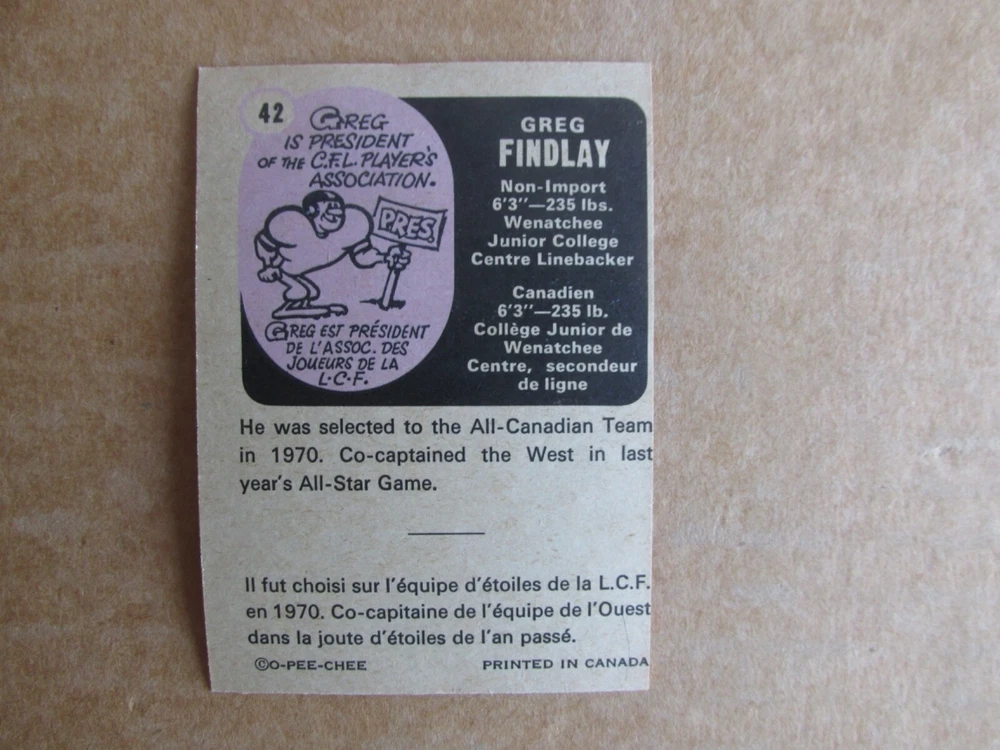 42
GREG
IS PRESIDENT
OF THE C.F.L. PLAYER'S
ASSOCIATION.
PRES.
GREG EST PRÉSIDENT
DE L'ASSOC. DES
JOUEURS DE LA
L.C.F.
GREG
FINDLAY
Non-Import
6'3"—235 lbs.
Wenatchee
Junior College
Centre Linebacker
Canadien
6'3"—235 lb.
Collège Junior de
Wenatchee
Centre, secondeur
de ligne
He was selected to the All-Canadian Team
in 1970. Co-captained the West in last
year's All-Star Game.
Il fut choisi sur l'équipe d'étoiles de la L.C.F.
en 1970. Co-capitaine de l'équipe de l'Ouest
dans la joute d'étoiles de l'an passé.
©O-PEE-CHEE
PRINTED IN CANADA